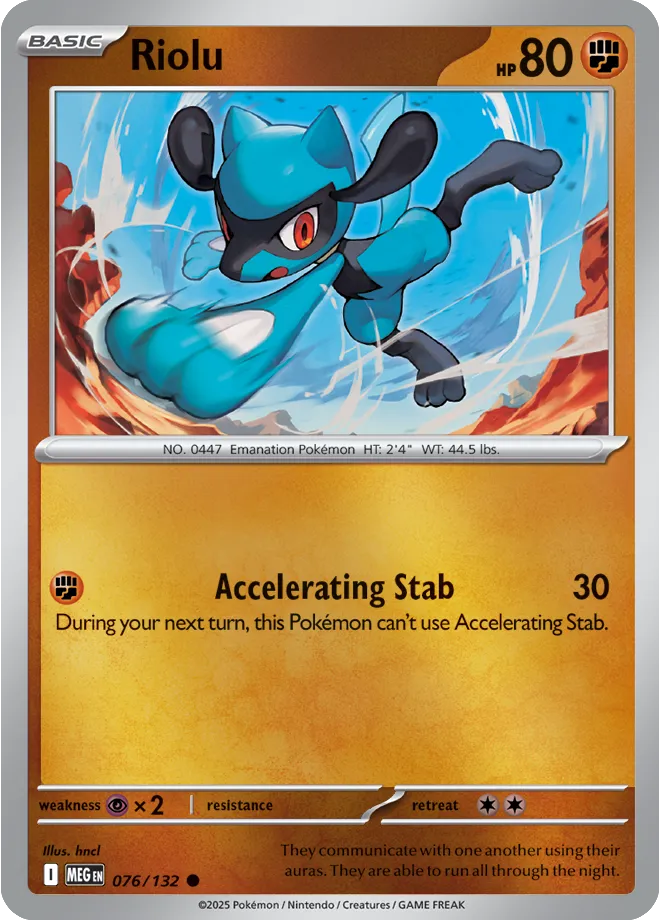 BASIC
Riolu
HP 80
NO. 0447 Emanation Pokémon HT: 2'4" WT: 44.5 lbs.
Accelerating Stab 30
During your next turn, this Pokémon can't use Accelerating Stab.
weakness ×2 resistance retreat
Illus. hncl
They communicate with one another using their
auras. They are able to run all through the night.
I MEG EN 076/132
©2025 Pokémon / Nintendo / Creatures / GAME FREAK